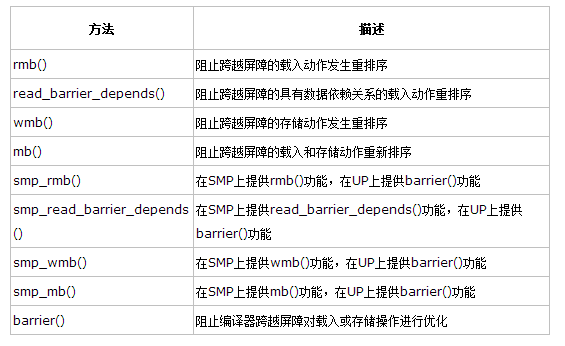 方法 描述
rmb() 阻止跨越屏障的载入动作发生重排序
read_barrier_depends() 阻止跨越屏障的具有数据依赖关系的载入动作重排序
wmb() 阻止跨越屏障的存储动作发生重排序
mb() 阻止跨越屏障的载入和存储动作重新排序
smp_rmb() 在SMP上提供rmb()功能，在UP上提供barrier()功能
smp_read_barrier_depends 在SMP上提供read_barrier_depends()功能，在UP上提供
() barrier()功能
smp_wmb() 在SMP上提供wmb()功能，在UP上提供barrier()功能
smp_mb() 在SMP上提供mb()功能，在UP上提供barrier()功能
barrier() 阻止编译器跨越屏障对载入或存储操作进行优化